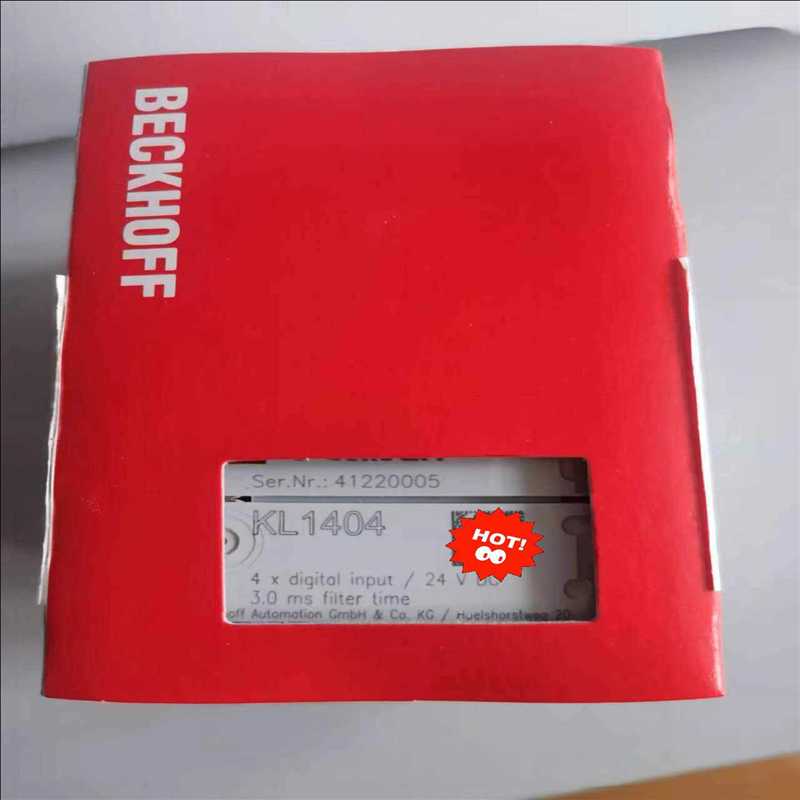 BECKHOFF
Ser.Nr.: 41220005
KL1404
HOT!
4 x digital input / 24 V DC
3.0 ms filter time
off Automation GmbH & Co. KG / Huelshorstweg 20